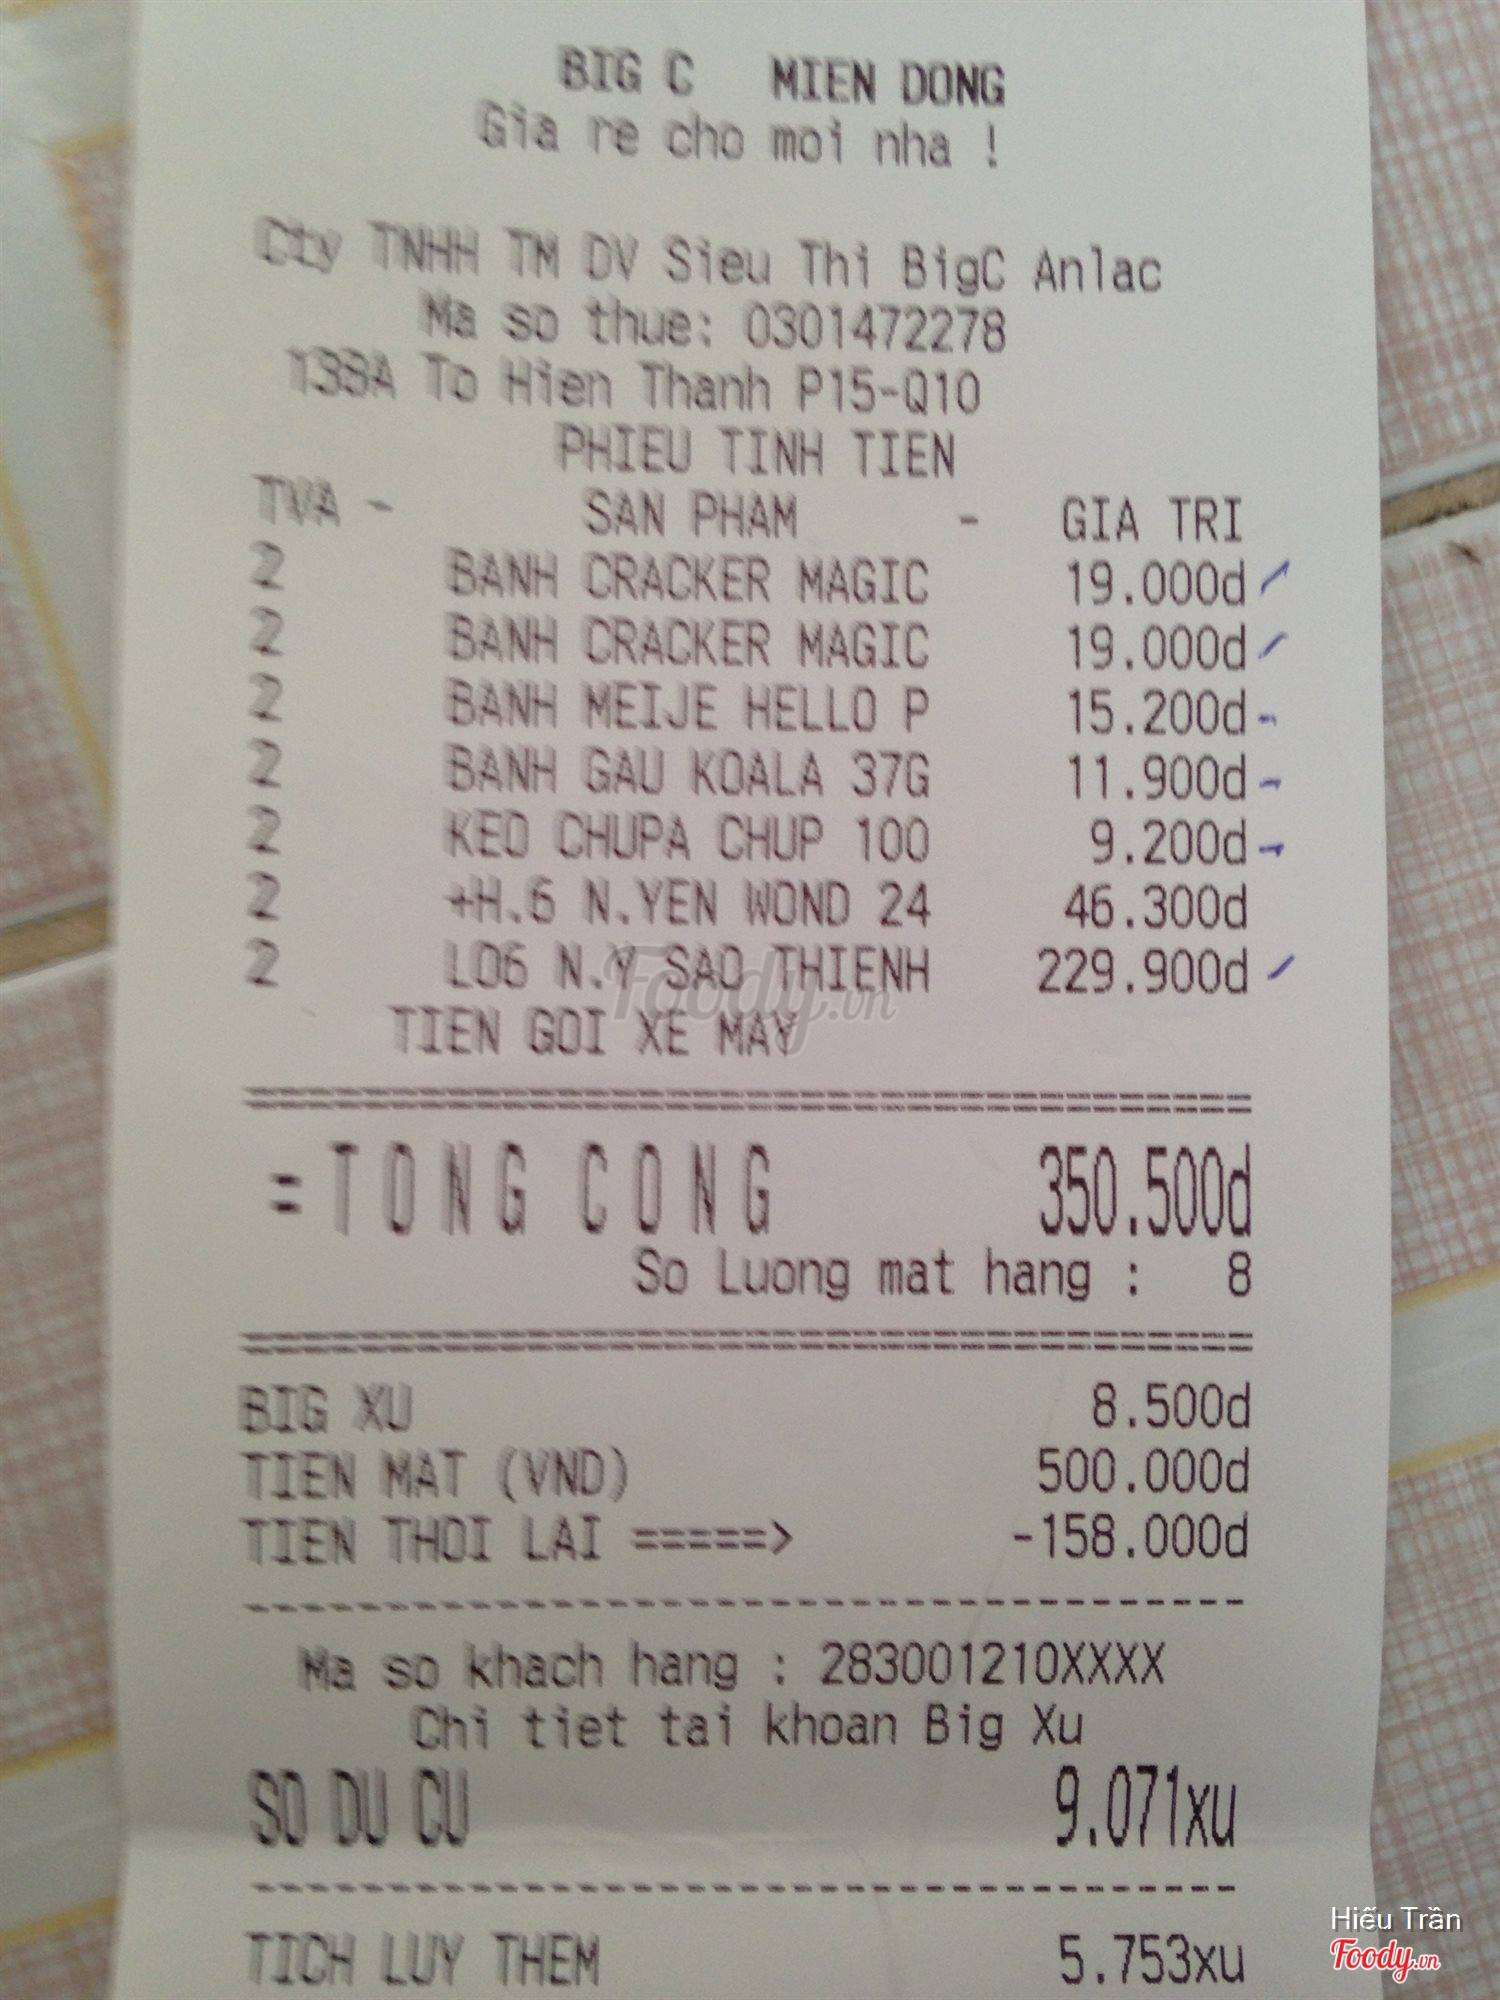 BIG C MIEN DONG
Gia re cho moi nha !
Cty TNHH TM DV Sieu Thi BigC Anlac
Ma so thue: 0301472278
138A To Hien Thanh P15-Q10
PHIEU TINH TIEN
TVA - SAN PHAM - GIA TRI
2 BANH CRACKER MAGIC 19.000d
2 BANH CRACKER MAGIC 19.000d
2 BANH MEIJE HELLO P 15.200d
2 BANH GAU KOALA 37G 11.900d
2 KEO CHUPA CHUP 100 9.200d
2 +H.6 N.YEN WOND 24 46.300d
2 LO6 N.Y SAO THIENH 229.900d
Foody.vn
TIEN GOI XE MAY
=TONG CONG 350.500d
So Luong mat hang : 8
BIG XU 8.500d
TIEN MAT (VND) 500.000d
TIEN THOI LAI =====> -158.000d
Ma so khach hang : 283001210XXXX
Chi tiet tai khoan Big Xu
SO DU CU 9.071xu
TICH LUY THEM 5.753xu
Hiếu Trần
Foody.vn